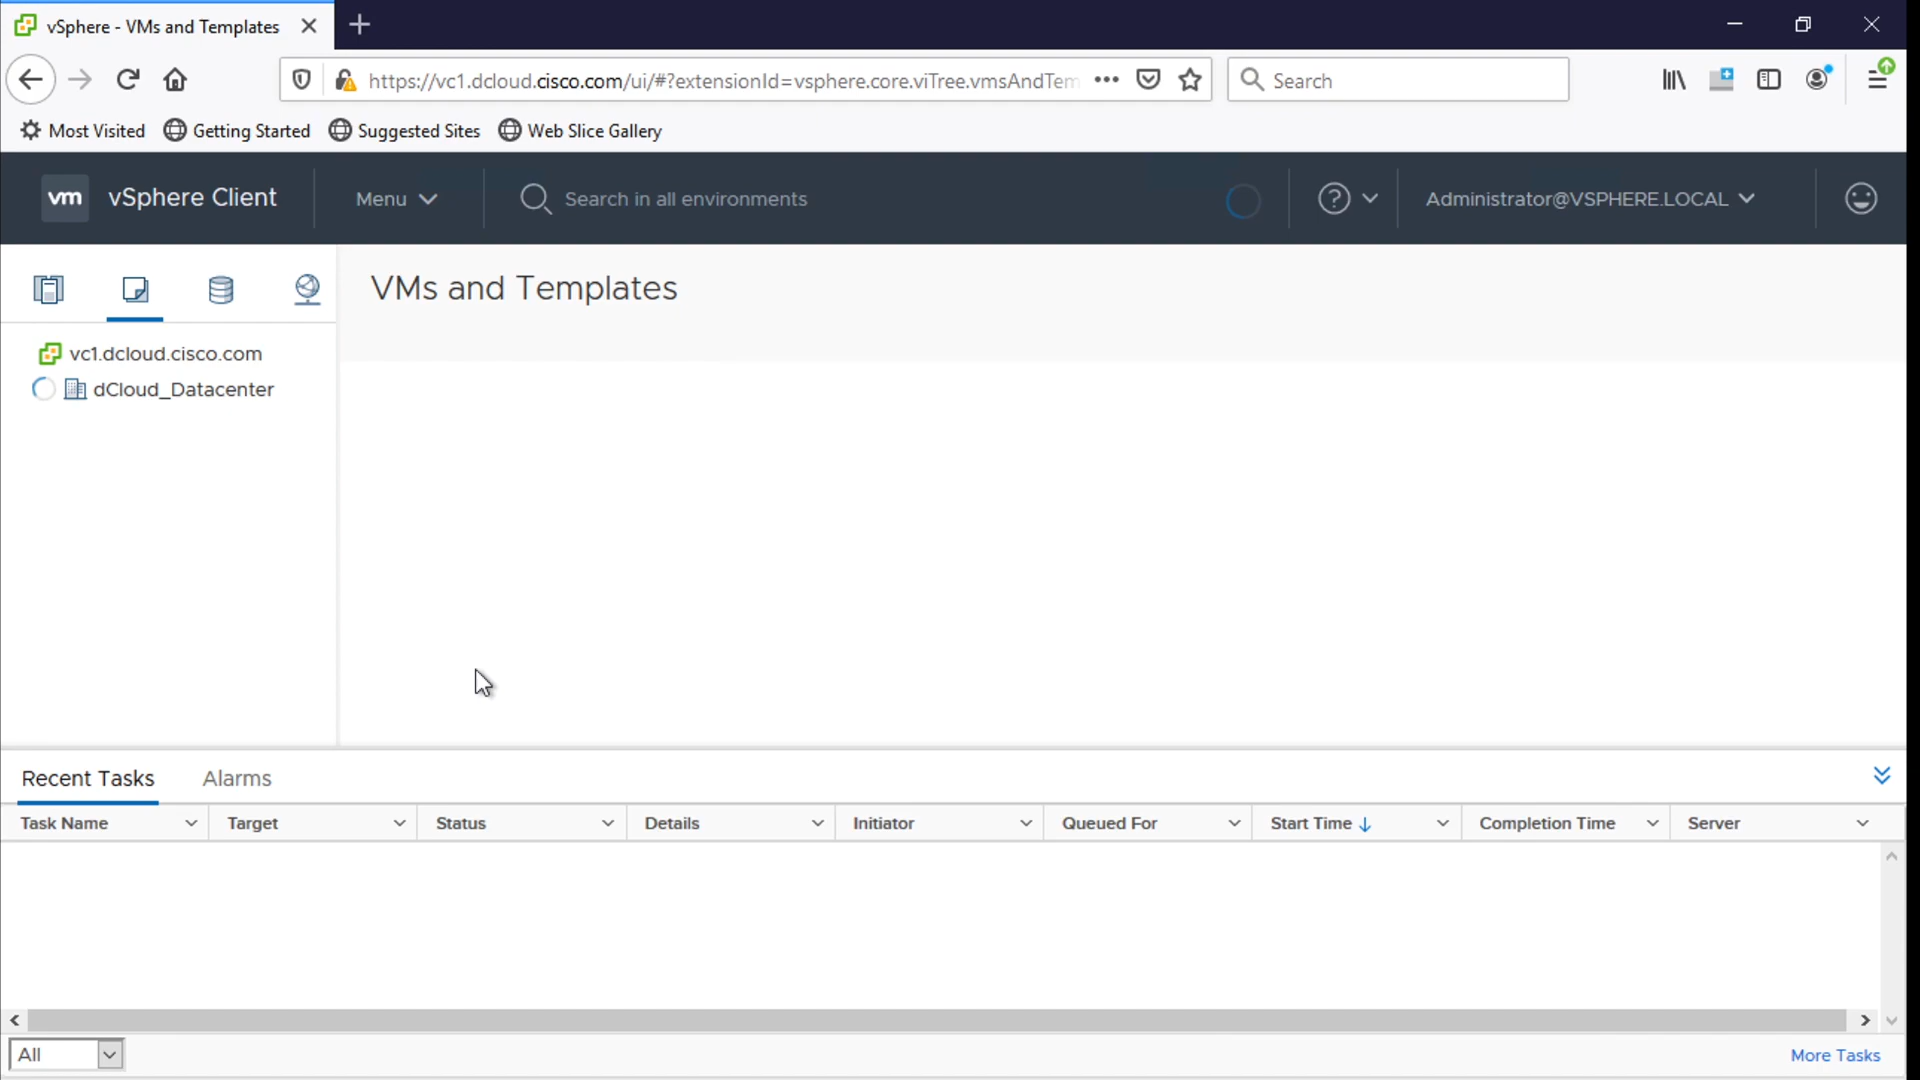 vSphere - VMs and Templates
https://vc1.dcloud.cisco.com/ui/#?extensionId=vsphere.core.viTree.vmsAndTem
Search
Most Visited
Getting Started
Suggested Sites
Web Slice Gallery
vm
vSphere Client
Menu
Search in all environments
Administrator@VSPHERE.LOCAL
VMs and Templates
vc1.dcloud.cisco.com
dCloud_Datacenter
Recent Tasks
Alarms
Task Name
Target
Status
Details
Initiator
Queued For
Start Time
Completion Time
Server
All
More Tasks